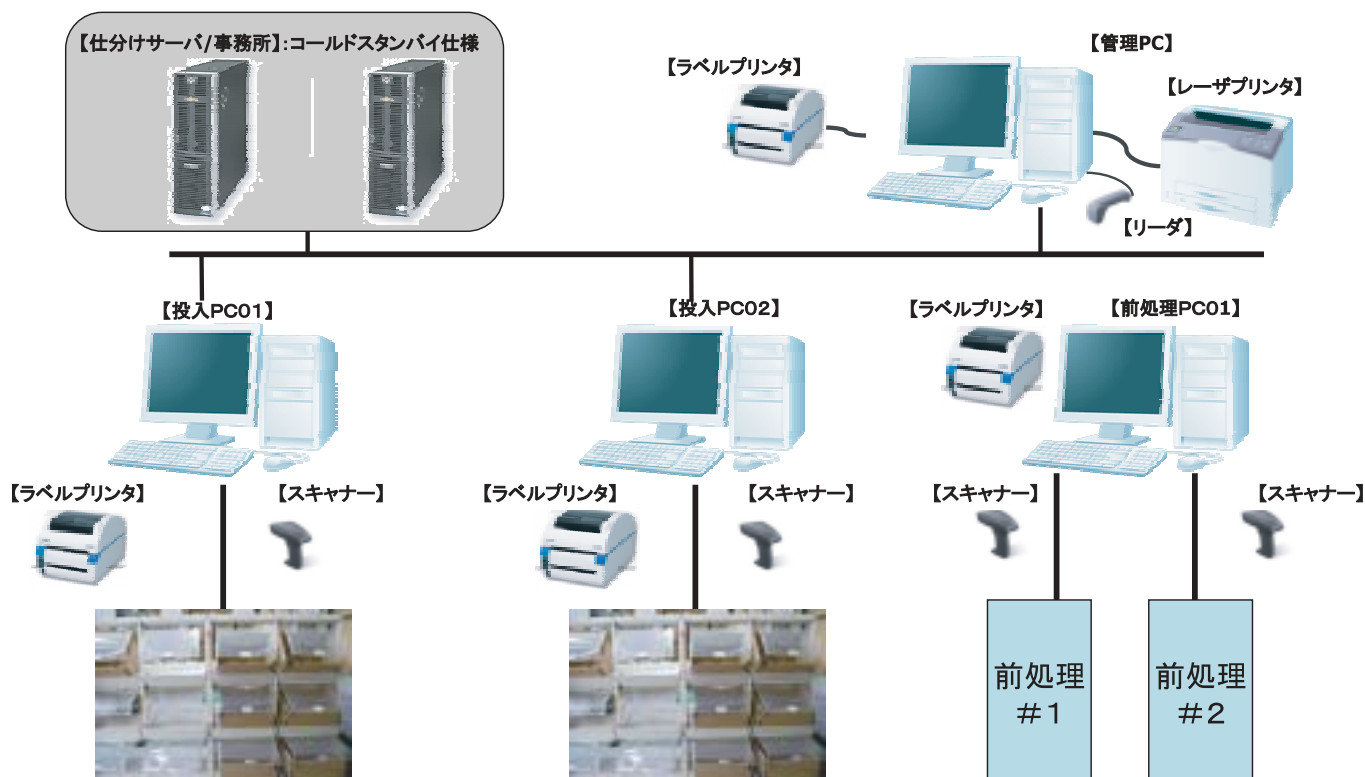 【仕分けサーバ/事務所】:コールドスタンバイ仕様
【管理PC】
【ラベルプリンタ】
【レーザプリンタ】
【リーダ】
【投入PC01】
【投入PC02】
【ラベルプリンタ】
【前処理PC01】
【ラベルプリンタ】
【スキャナー】
【ラベルプリンタ】
【スキャナー】
【スキャナー】
【スキャナー】
前処理
#1
前処理
#2